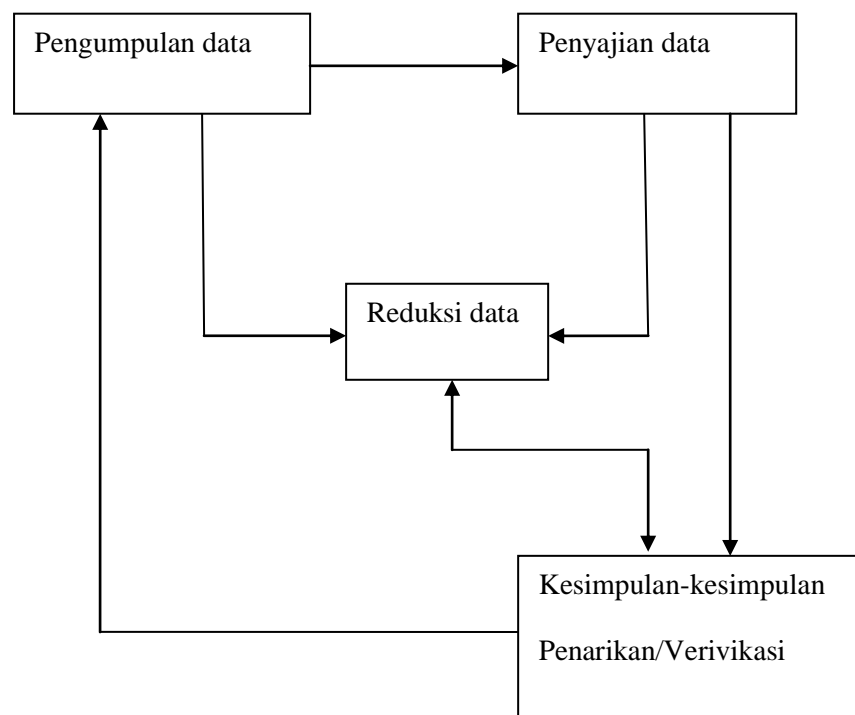 Pengumpulan data
Penyajian data
Reduksi data
Kesimpulan-kesimpulan
Penarikan/Verivikasi